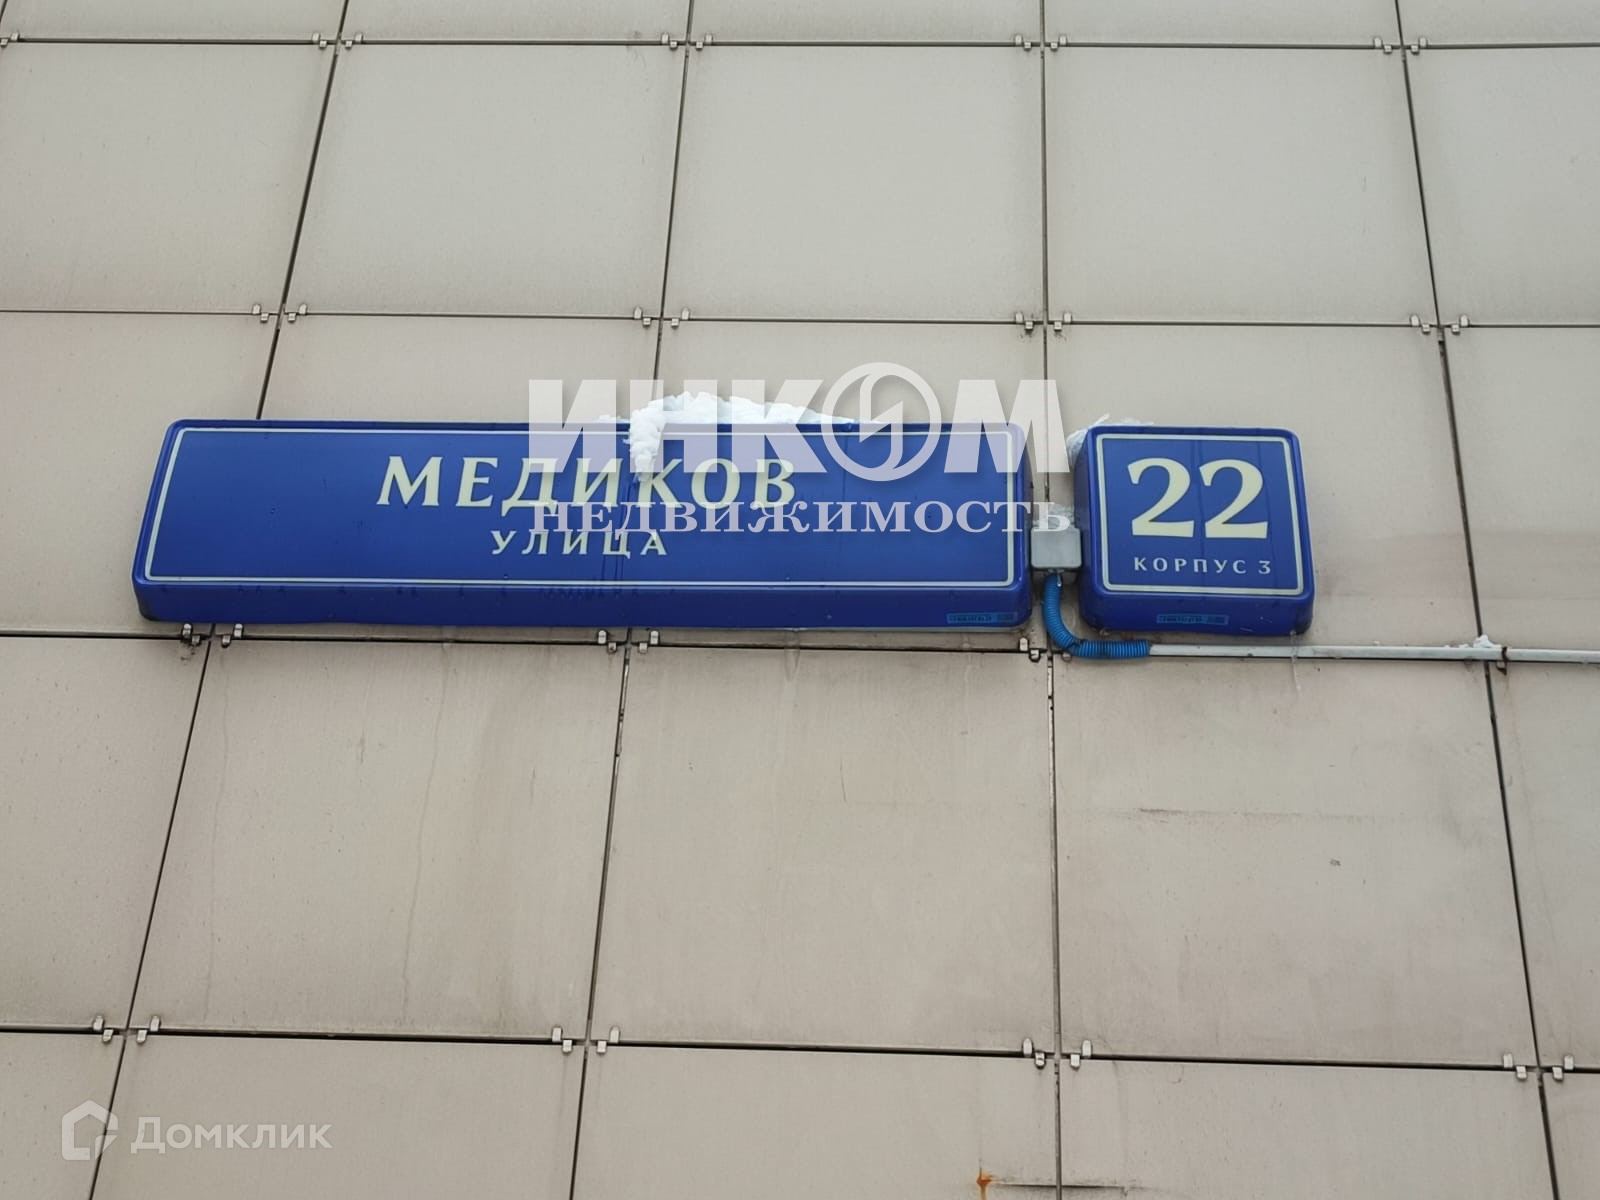 ИНКОМ
НЕДВИЖИМОСТЬ
МЕДИКОВ
УЛИЦА
22
КОРПУС 3
Домклик